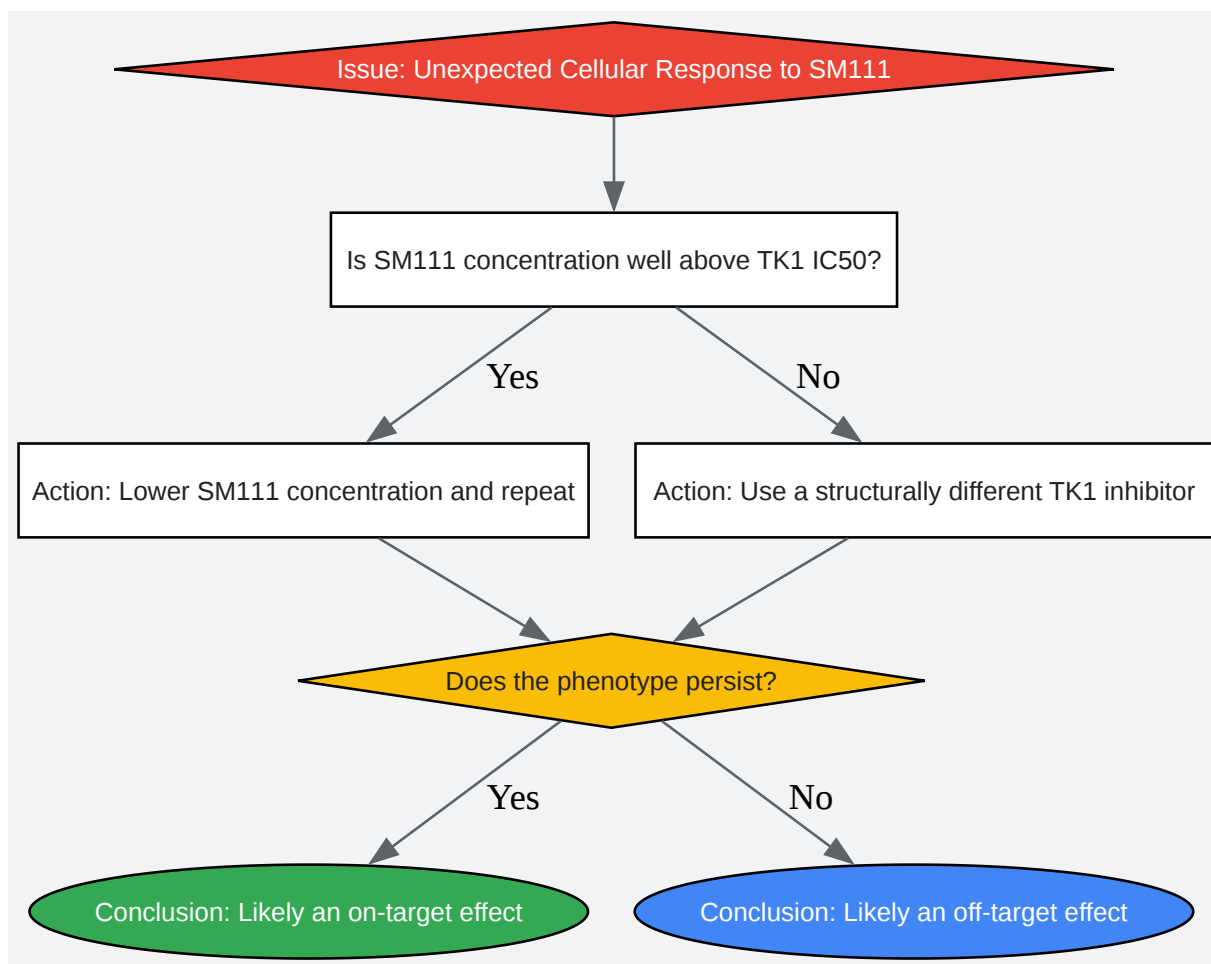 Issue: Unexpected Cellular Response to SM111
Is SM111 concentration well above TK1 IC50?
Yes
No
Action: Lower SM111 concentration and repeat
Action: Use a structurally different TK1 inhibitor
Does the phenotype persist?
Yes
No
Conclusion: Likely an on-target effect
Conclusion: Likely an off-target effect